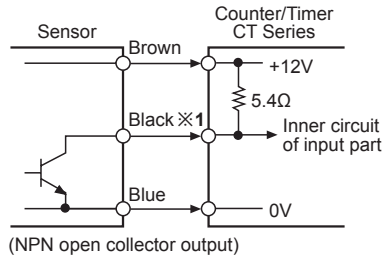 Sensor
Counter/Timer
CT Series
Brown
+12V
5.4Ω
Black ※1
Inner circuit
of input part
Blue
0V
(NPN open collector output)